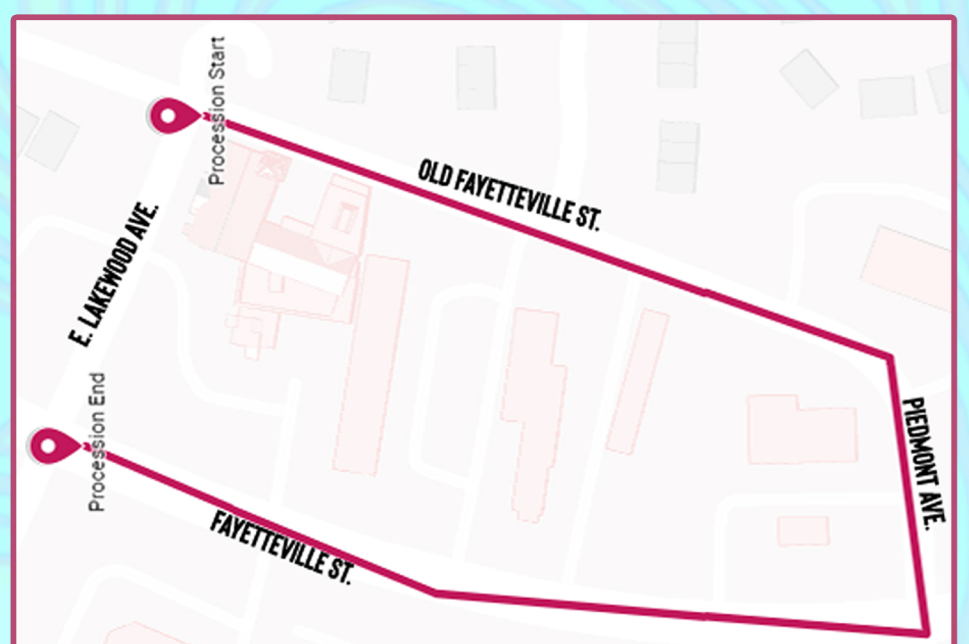 Procession Start
OLD FAYETTEVILLE ST.
E. LAKEWOOD AVE.
Procession End
PIEDMONT AVE.
FAYETTEVILLE ST.